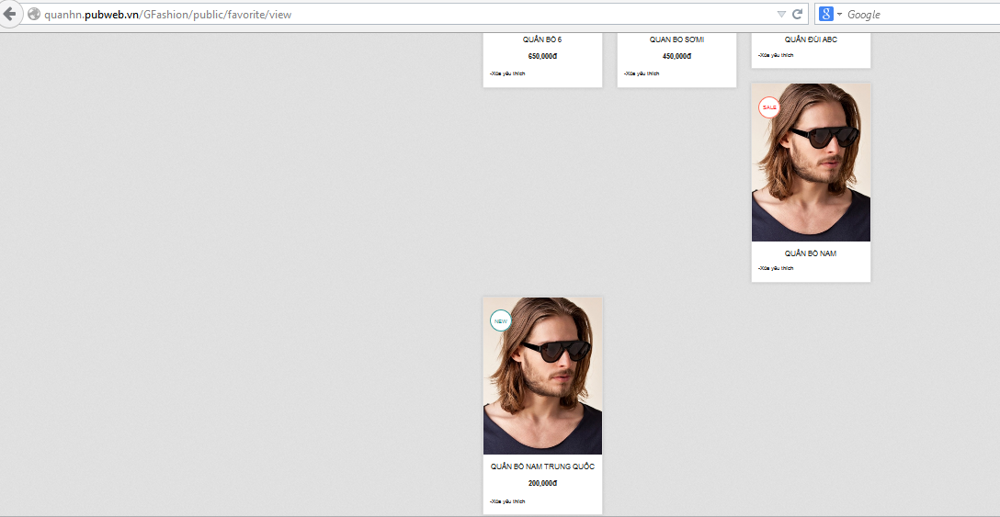 quanhn.pubweb.vn/GFashion/public/favorite/view
Google
QUẦN BÒ 6
650,000đ
-Xóa yêu thích
QUAN BO SƠMI
450,000đ
-Xóa yêu thích
QUẦN ĐÙI ABC
-Xóa yêu thích
SALE
QUẦN BÒ NAM
-Xóa yêu thích
NEW
QUẦN BÒ NAM TRUNG QUỐC
200,000đ
-Xóa yêu thích